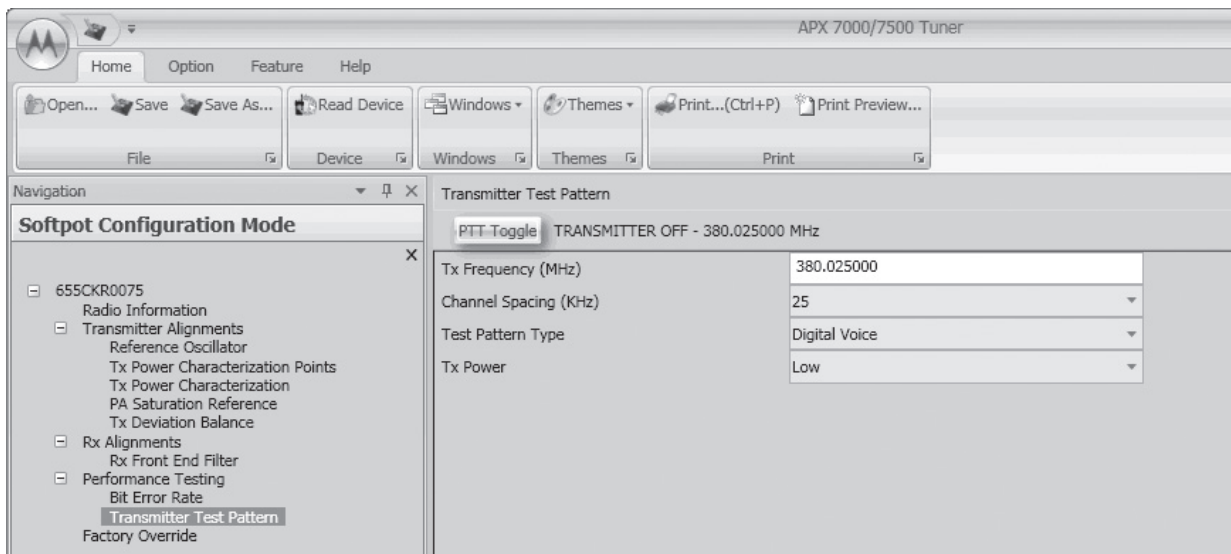 APX 7000/7500 Tuner
Home Option Feature Help
Open... Save Save As... Read Device Windows Themes Print...(Ctrl+P) Print Preview...
File Device Windows Themes Print
Navigation
Softpot Configuration Mode
655CKR0075
Radio Information
Transmitter Alignments
Reference Oscillator
Tx Power Characterization Points
Tx Power Characterization
PA Saturation Reference
Tx Deviation Balance
Rx Alignments
Rx Front End Filter
Performance Testing
Bit Error Rate
Transmitter Test Pattern
Factory Override
Transmitter Test Pattern
PTT Toggle TRANSMITTER OFF - 380.025000 MHz
Tx Frequency (MHz) 380.025000
Channel Spacing (KHz) 25
Test Pattern Type Digital Voice
Tx Power Low